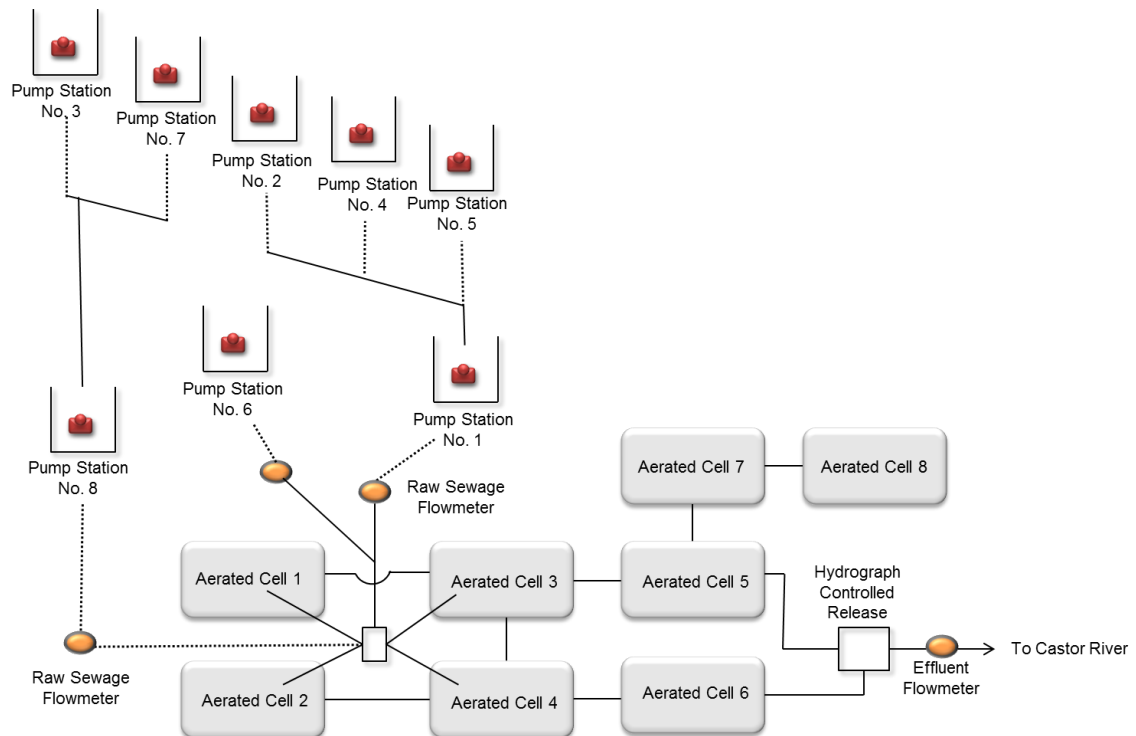 Pump Station
No. 3
Pump Station
No. 7
Pump Station
No. 2
Pump Station
No. 4
Pump Station
No. 5
Pump Station
No. 6
Pump Station
No. 1
Pump Station
No. 8
Raw Sewage
Flowmeter
Aerated Cell 7
Aerated Cell 8
Aerated Cell 1
Aerated Cell 3
Aerated Cell 5
Hydrograph
Controlled
Release
Raw Sewage
Flowmeter
Aerated Cell 2
Aerated Cell 4
Aerated Cell 6
Effluent
Flowmeter
To Castor River